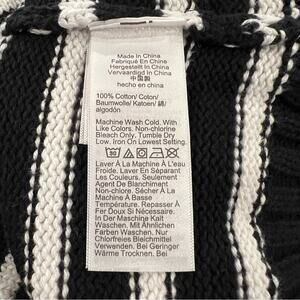 Made In China
Fabriqué En Chine
Hergestellt In China
Vervaardigd In China
中国製
hecho en china
100% Cotton/ Coton/
Baumwolle/ Katoen/ 綿/
algodón
Machine Wash Cold. With
Like Colors. Non-chlorine
Bleach Only. Tumble Dry
Low. Iron On Lowest Setting.
30
Laver À La Machine À L'eau
Froide. Laver En Séparant
Les Couleurs. Seulement
Agent De Blanchiment
Non-chlore. Sécher À La
Machine À Basse
Température. Repasser À
Fer Doux Si Nécessaire.
In Der Maschine Kalt
Waschen. Mit Ähnlichen
Farben Waschen. Nur
Chlorfreies Bleichmittel
Verwenden. Bei Geringer
Wärme Trocknen. Bei